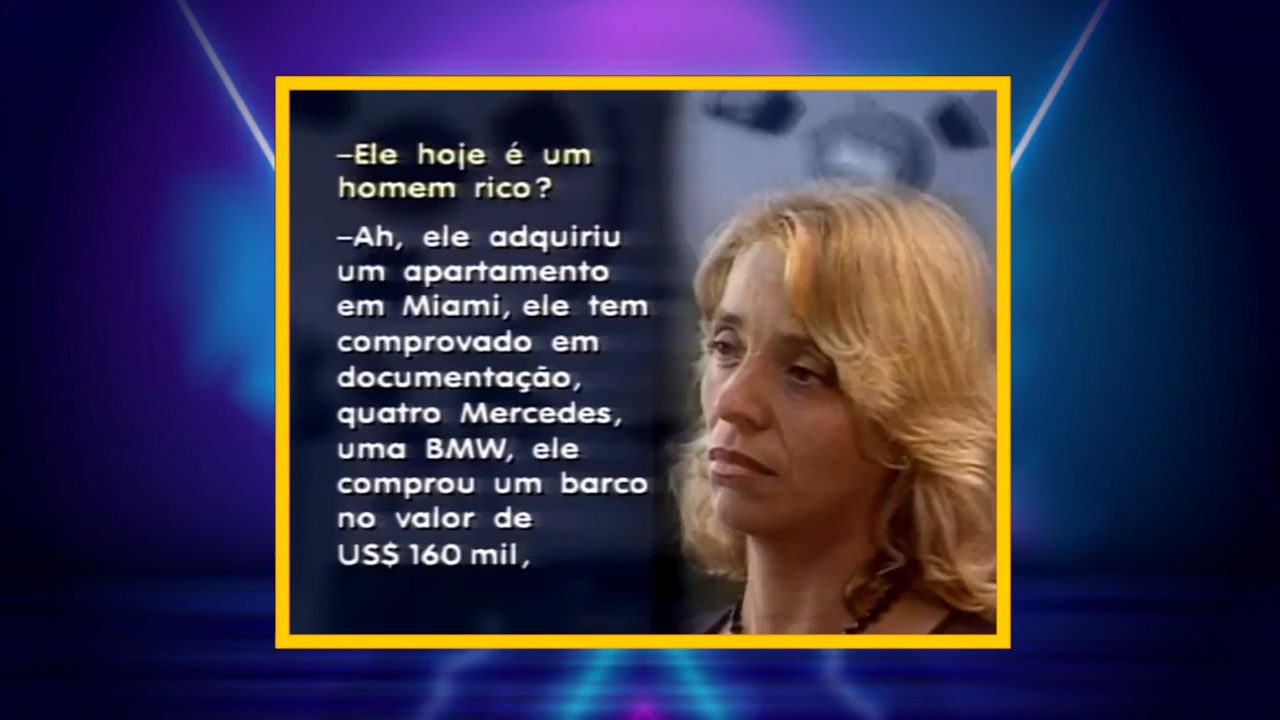 –Ele hoje é um
homem rico?
–Ah, ele adquiriu
um apartamento
em Miami, ele tem
comprovado em
documentação,
quatro Mercedes,
uma BMW, ele
comprou um barco
no valor de
US$ 160 mil,